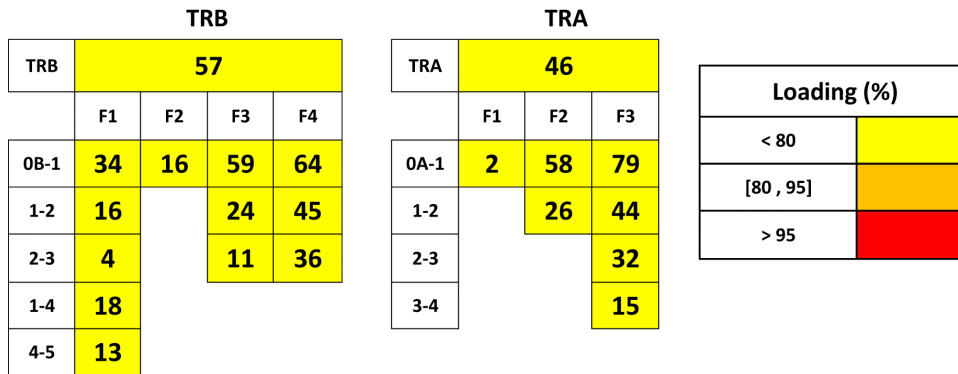 TRB
TRB 57
F1 F2 F3 F4
0B-1 34 16 59 64
1-2 16 24 45
2-3 4 11 36
1-4 18
4-5 13
TRA
TRA 46
F1 F2 F3
0A-1 2 58 79
1-2 26 44
2-3 32
3-4 15
Loading (%)
< 80
[80 , 95]
> 95